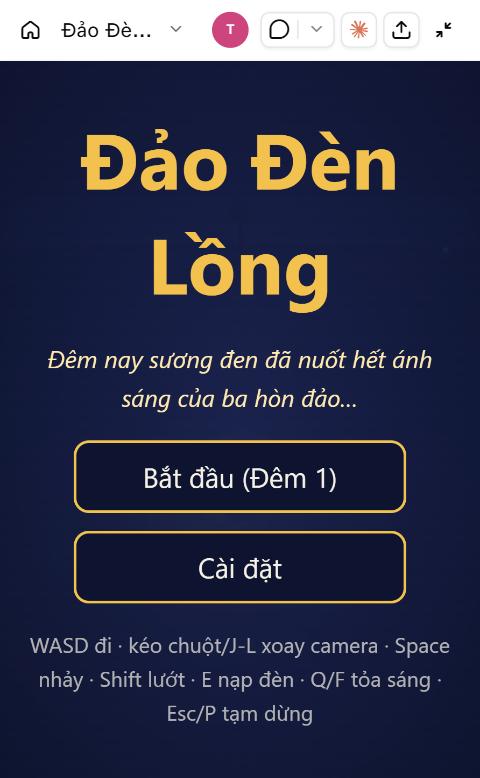 Đảo Đè...
T
Đảo Đèn
Lồng
Đêm nay sương đen đã nuốt hết ánh
sáng của ba hòn đảo...
Bắt đầu (Đêm 1)
Cài đặt
WASD đi · kéo chuột/J-L xoay camera · Space
nhảy · Shift lướt · E nạp đèn · Q/F tỏa sáng ·
Esc/P tạm dừng